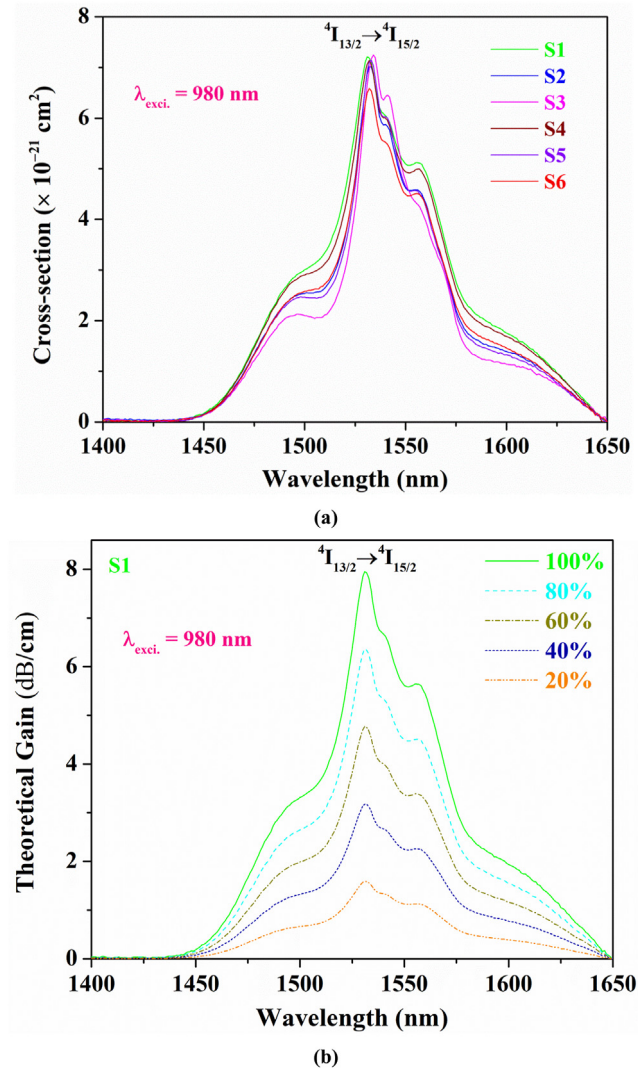 ⁴I₁₃/₂→⁴I₁₅/₂
λexci. = 980 nm
S1
S2
S3
S4
S5
S6
8
6
4
2
0
Cross-section (× 10⁻²¹ cm²)
1400 1450 1500 1550 1600 1650
Wavelength (nm)
(a)
S1
⁴I₁₃/₂→⁴I₁₅/₂
λexci. = 980 nm
100%
80%
60%
40%
20%
8
6
4
2
0
Theoretical Gain (dB/cm)
1400 1450 1500 1550 1600 1650
Wavelength (nm)
(b)